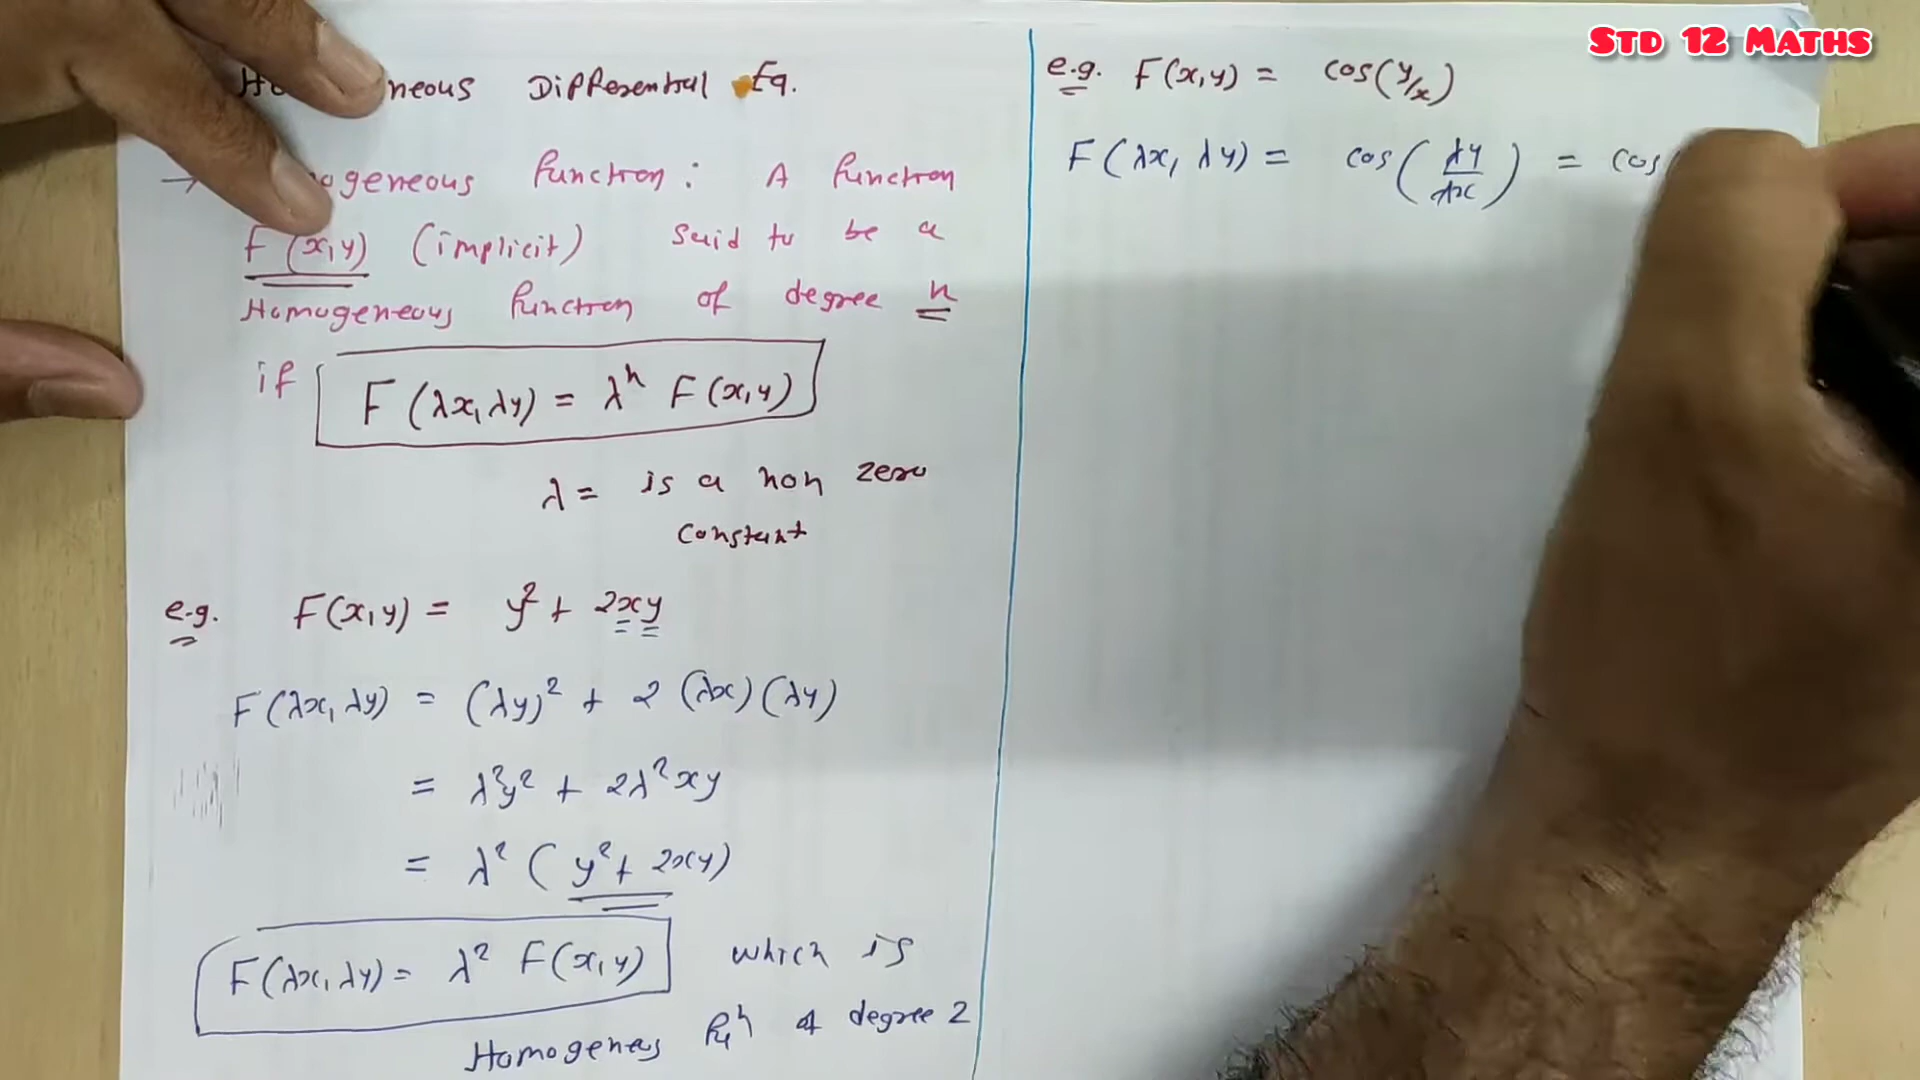 STD 12 MATHS
neous Differential Eq.
→ ogeneous function : A function
F (x,y) (implicit) said to be a
Homogeneous function of degree n
if F (λx, λy) = λⁿ F (x,y)
λ = is a non zero
constant
e.g. F(x,y) = y² + 2xy
F(λx, λy) = (λy)² + 2 (λx)(λy)
= λ²y² + 2λ²xy
= λ² ( y² + 2xy)
F(λx, λy) = λ² F(x,y) which is
Homogeneous fuⁿ of degree 2
e.g. F(x,y) = cos(y/x)
F(λx, λy) = cos(λy/λx) = cos